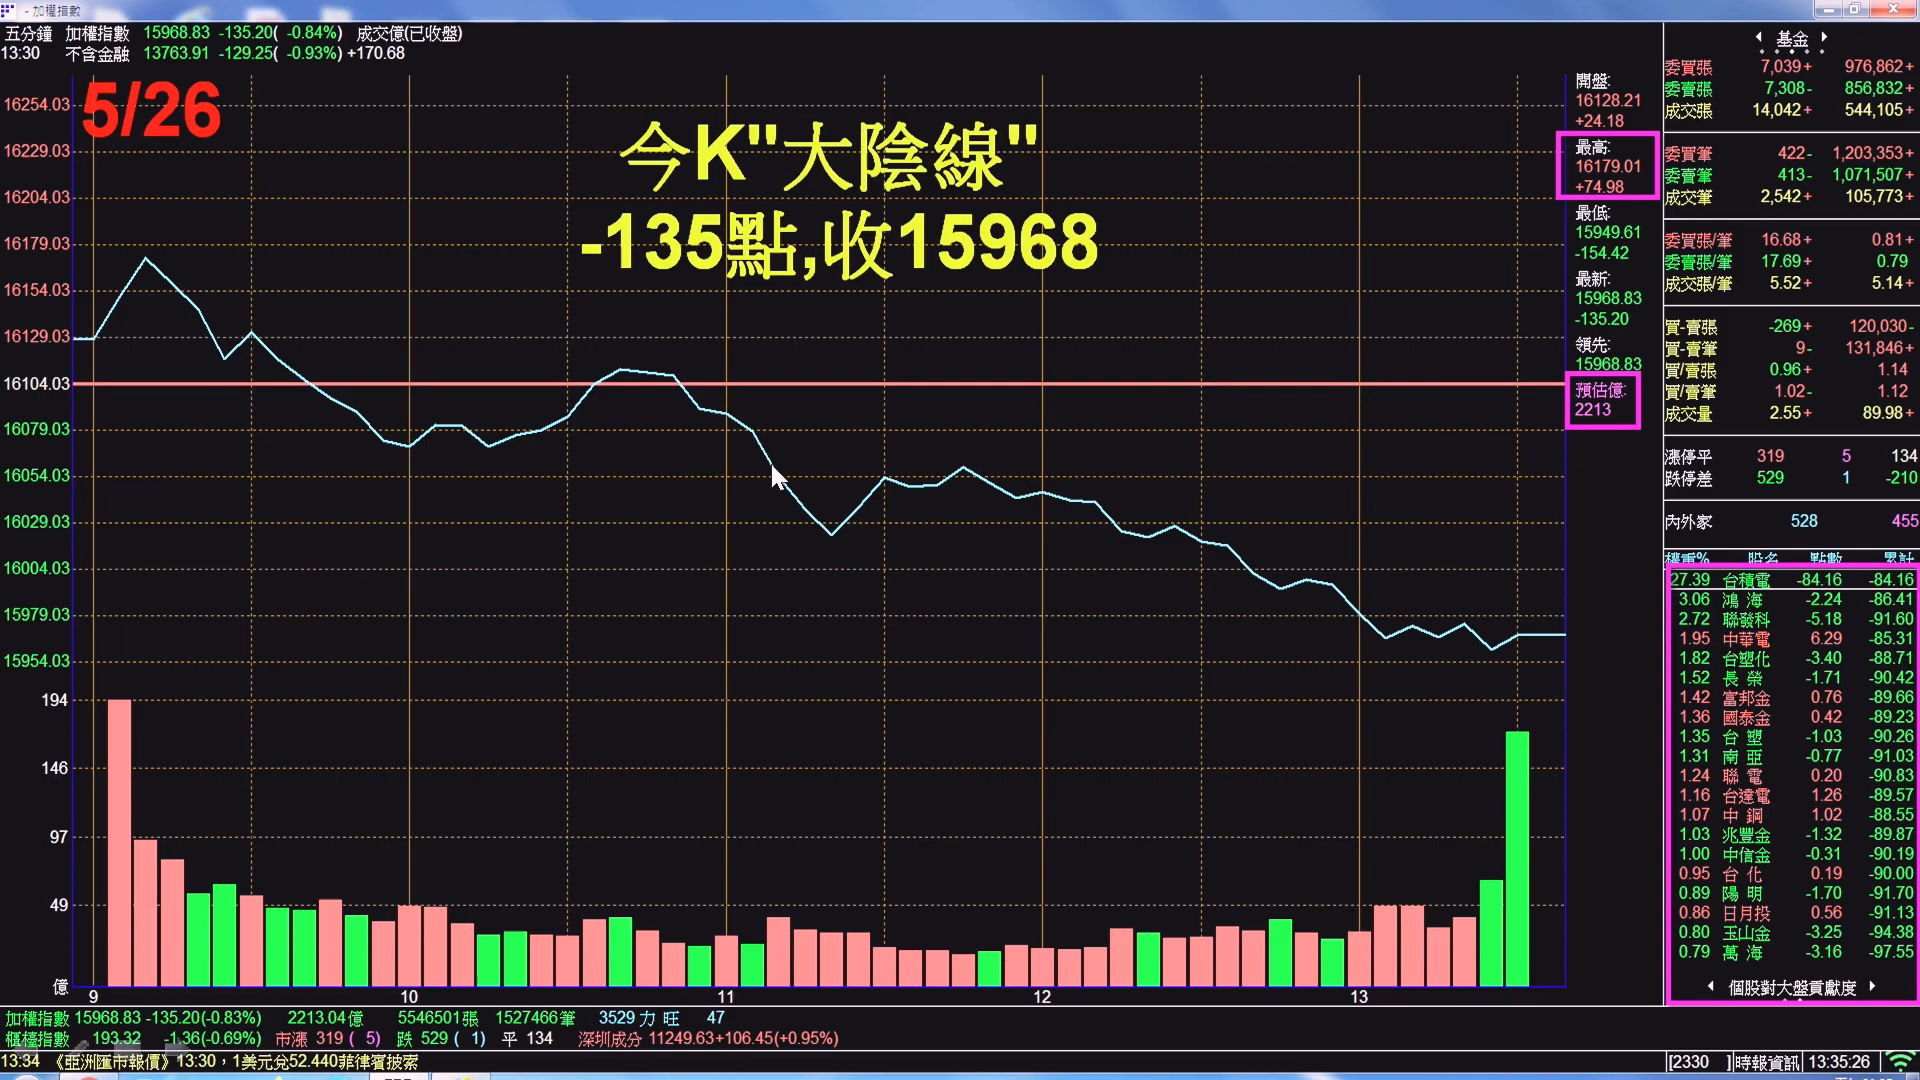 - 加權指數
五分鐘 加權指數 15968.83 -135.20( -0.84%) 成交億(已收盤)
13:30 不含金融 13763.91 -129.25( -0.93%) +170.68
5/26
今K"大陰線"
-135點,收15968
16254.03
16229.03
16204.03
16179.03
16154.03
16129.03
16104.03
16079.03
16054.03
16029.03
16004.03
15979.03
15954.03
194
146
97
49
億
9 10 11 12 13
開盤:
16128.21
+24.18
最高:
16179.01
+74.98
最低:
15949.61
-154.42
最新:
15968.83
-135.20
領先:
15968.83
預估億:
2213
基金
委買張 7,039+ 976,862+
委賣張 7,308- 856,832+
成交張 14,042+ 544,105+
委買筆 422- 1,203,353+
委賣筆 413- 1,071,507+
成交筆 2,542+ 105,773+
委買張/筆 16.68+ 0.81+
委賣張/筆 17.69+ 0.79
成交張/筆 5.52+ 5.14+
買-賣張 -269+ 120,030-
買-賣筆 9- 131,846+
買/賣張 0.96+ 1.14
買/賣筆 1.02- 1.12
成交量 2.55+ 89.98+
漲停平 319 5 134
跌停差 529 1 -210
內外家 528 455
權重% 股名 點數 累計
27.39 台積電 -84.16 -84.16
3.06 鴻海 -2.24 -86.41
2.72 聯發科 -5.18 -91.60
1.95 中華電 6.29 -85.31
1.82 台塑化 -3.40 -88.71
1.52 長榮 -1.71 -90.42
1.42 富邦金 0.76 -89.66
1.36 國泰金 0.42 -89.23
1.35 台塑 -1.03 -90.26
1.31 南亞 -0.77 -91.03
1.24 聯電 0.20 -90.83
1.16 台達電 1.26 -89.57
1.07 中鋼 1.02 -88.55
1.03 兆豐金 -1.32 -89.87
1.00 中信金 -0.31 -90.19
0.95 台化 0.19 -90.00
0.89 陽明 -1.70 -91.70
0.86 日月投 0.56 -91.13
0.80 玉山金 -3.25 -94.38
0.79 萬海 -3.16 -97.55
個股對大盤貢獻度
加權指數 15968.83 -135.20(-0.83%) 2213.04億 5546501張 1527466筆 3529 力 旺 47
櫃檯指數 193.32 -1.36(-0.69%) 市漲 319 ( 5) 跌 529 ( 1) 平 134 深圳成分 11249.63+106.45(+0.95%)
13:34 《亞洲匯市報價》13:30，1美元兌52.440菲律賓披索
[2330 ]時報資訊 13:35:26